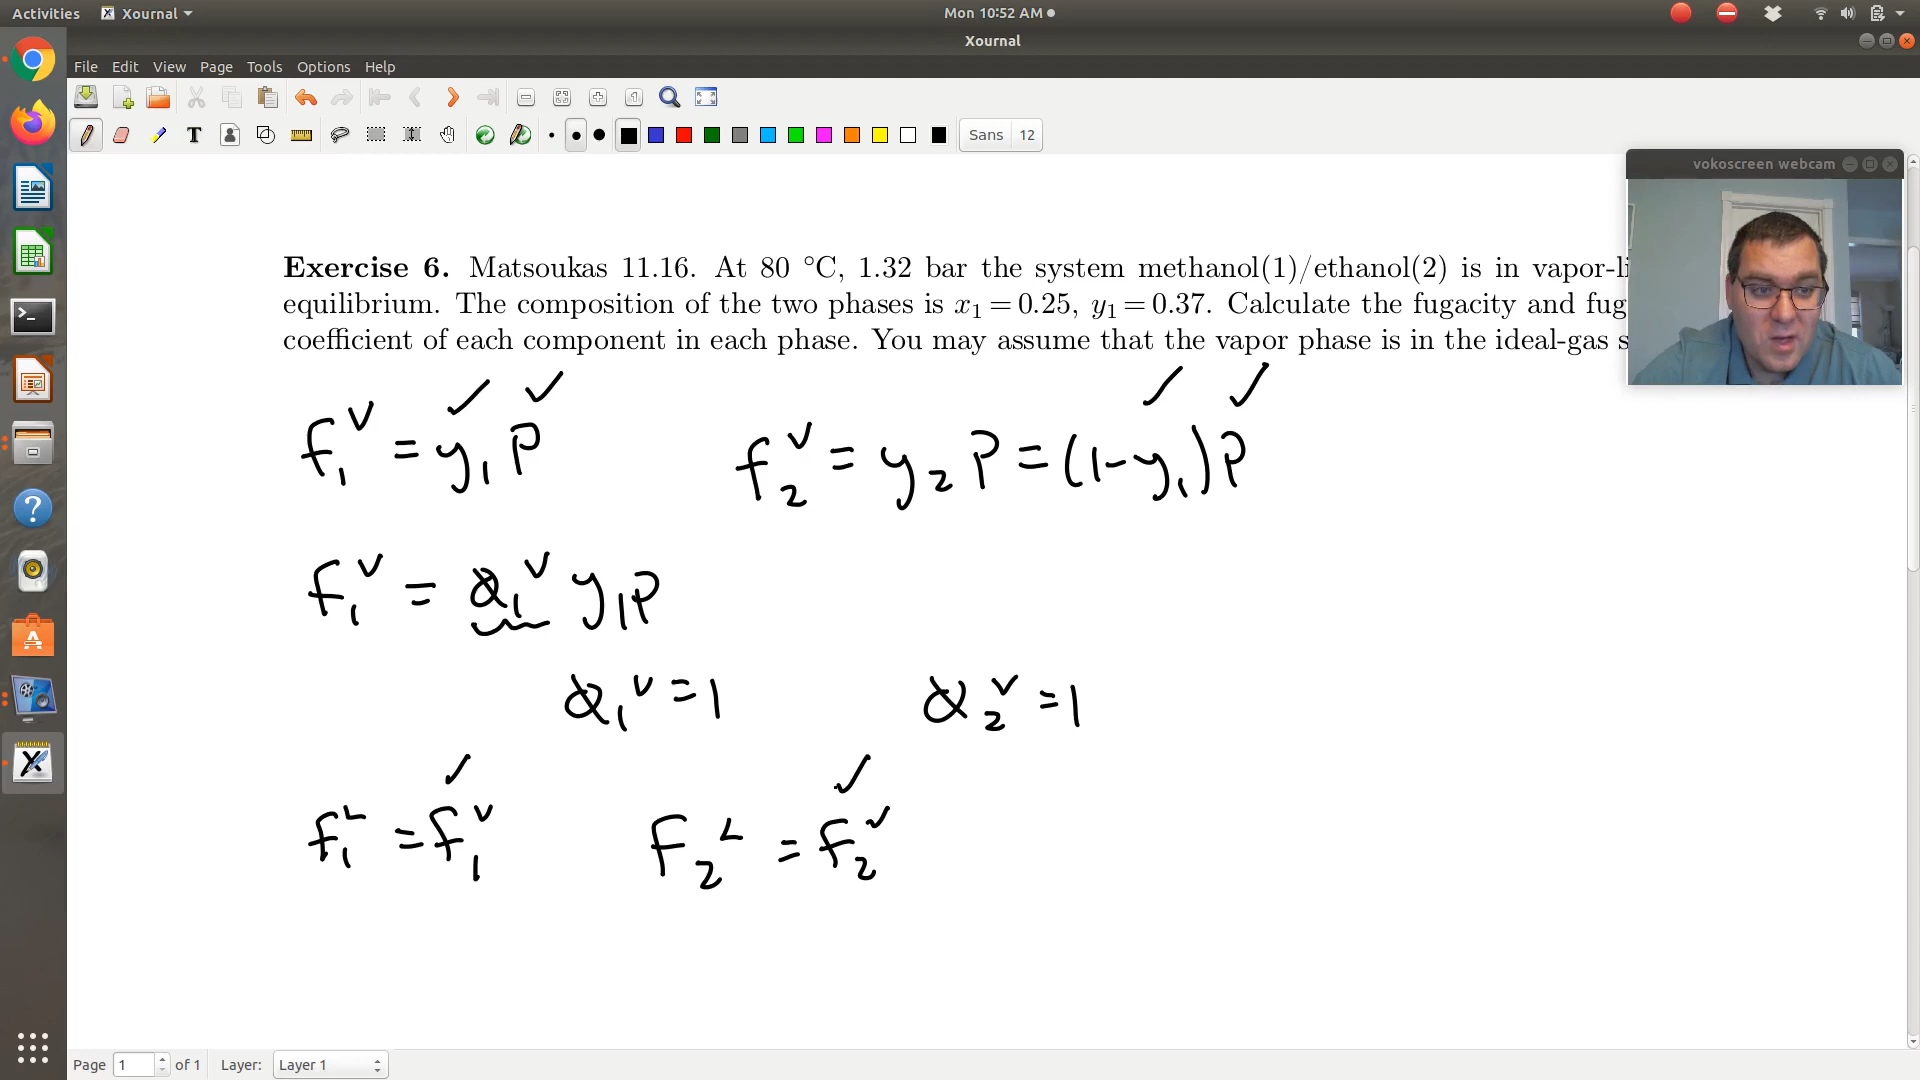 Activities Xournal Mon 10:52 AM
Xournal
File Edit View Page Tools Options Help
Sans 12
vokoscreen webcam
Exercise 6. Matsoukas 11.16. At 80 °C, 1.32 bar the system methanol(1)/ethanol(2) is in vapor-li
equilibrium. The composition of the two phases is x₁ = 0.25, y₁ = 0.37. Calculate the fugacity and fug
coefficient of each component in each phase. You may assume that the vapor phase is in the ideal-gas s
f₁ⱽ = y₁ P ✓ ✓ f₂ⱽ = y₂ P = (1-y₁) P ✓ ✓
f₁ⱽ = ϕ₁ⱽ y₁ P
ϕ₁ⱽ = 1 ϕ₂ⱽ = 1
✓ ✓
f₁ᴸ = f₁ⱽ F₂ᴸ = f₂ⱽ
Page 1 of 1 Layer: Layer 1